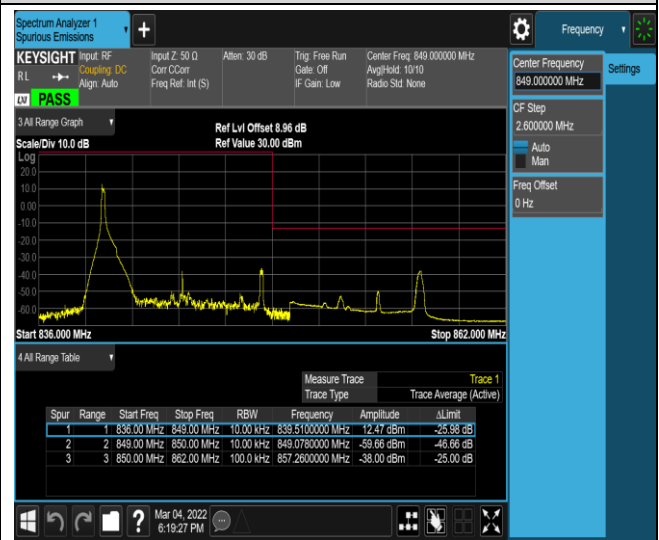 Spectrum Analyzer 1
Spurious Emissions
+
Frequency
KEYSIGHT Input: RF Input Z: 50 Ω Atten: 30 dB Trig: Free Run Center Freq: 849.000000 MHz
RL Coupling: DC Corr CCorr Gate: Off Avg|Hold: 10/10
Align: Auto Freq Ref: Int (S) IF Gain: Low Radio Std: None
LXI PASS
Center Frequency
849.000000 MHz
Settings
CF Step
2.600000 MHz
Auto
Man
Freq Offset
0 Hz
3 All Range Graph
Ref Lvl Offset 8.96 dB
Scale/Div 10.0 dB Ref Value 30.00 dBm
Log
20.0
10.0
0.00
-10.0
-20.0
-30.0
-40.0
-50.0
-60.0
Start 836.000 MHz Stop 862.000 MHz
4 All Range Table
Measure Trace Trace 1
Trace Type Trace Average (Active)
Spur Range Start Freq Stop Freq RBW Frequency Amplitude ΔLimit
1 1 836.00 MHz 849.00 MHz 10.00 kHz 839.5100000 MHz 12.47 dBm -25.98 dB
2 2 849.00 MHz 850.00 MHz 10.00 kHz 849.0780000 MHz -59.66 dBm -46.66 dB
3 3 850.00 MHz 862.00 MHz 100.0 kHz 857.2600000 MHz -38.00 dBm -25.00 dB
? Mar 04, 2022
6:19:27 PM